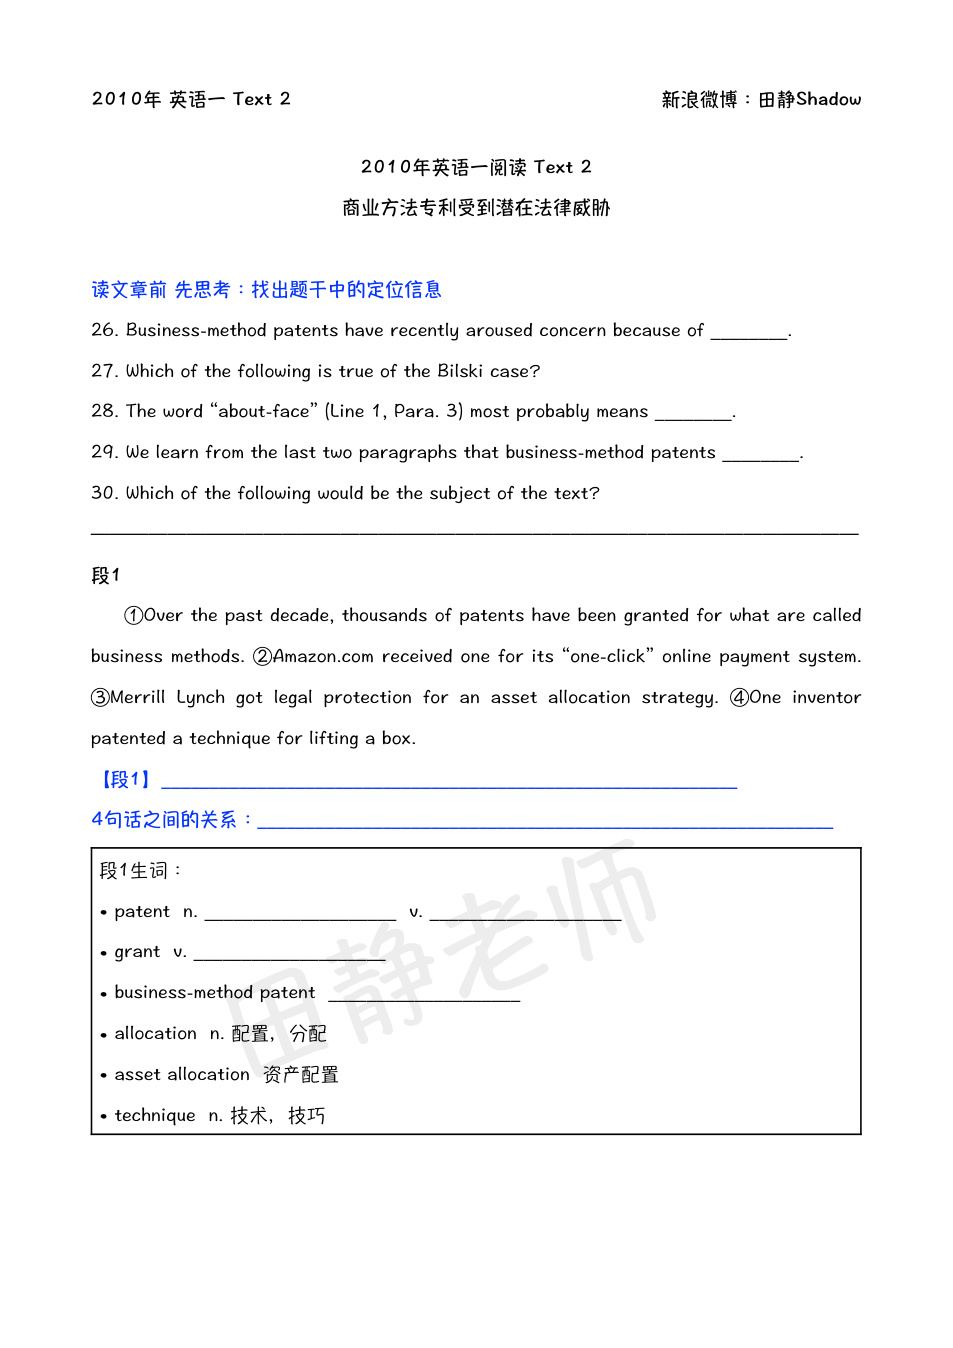 2010年 英语一 Text 2 新浪微博：田静Shadow
2010年英语一阅读 Text 2
商业方法专利受到潜在法律威胁
读文章前 先思考：找出题干中的定位信息
26. Business-method patents have recently aroused concern because of ________.
27. Which of the following is true of the Bilski case?
28. The word “about-face” (Line 1, Para. 3) most probably means ________.
29. We learn from the last two paragraphs that business-method patents ________.
30. Which of the following would be the subject of the text?
段1
①Over the past decade, thousands of patents have been granted for what are called
business methods. ②Amazon.com received one for its “one-click” online payment system.
③Merrill Lynch got legal protection for an asset allocation strategy. ④One inventor
patented a technique for lifting a box.
【段1】____________________________________________________________
4句话之间的关系：____________________________________________________________
段1生词：
• patent n. ____________________ v. ____________________
• grant v. ____________________
• business-method patent ____________________
• allocation n. 配置，分配
• asset allocation 资产配置
• technique n. 技术，技巧
田静老师